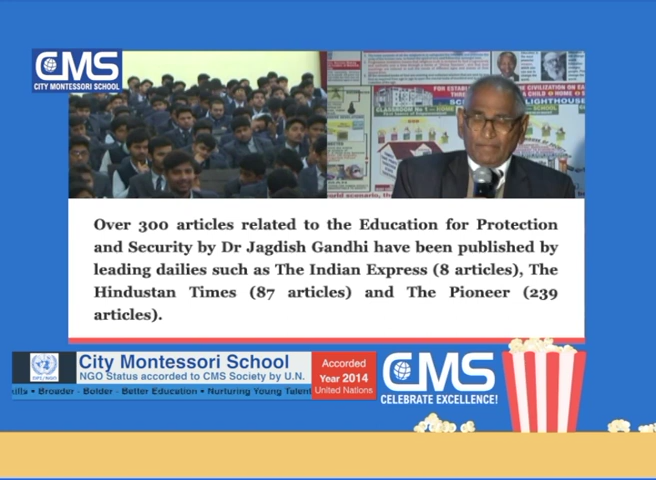 CMS
CITY MONTESSORI SCHOOL
Over 300 articles related to the Education for Protection
and Security by Dr Jagdish Gandhi have been published by
leading dailies such as The Indian Express (8 articles), The
Hindustan Times (87 articles) and The Pioneer (239
articles).
City Montessori School
NGO Status accorded to CMS Society by U.N.
Accorded
Year 2014
United Nations
Broader - Bolder - Better Education • Nurturing Young Talent
CMS
CELEBRATE EXCELLENCE!